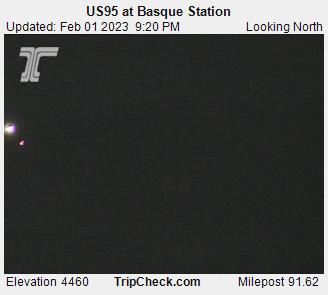 US95 at Basque Station
Updated: Feb 01 2023 9:20 PM Looking North
Elevation 4460 TripCheck.com Milepost 91.62